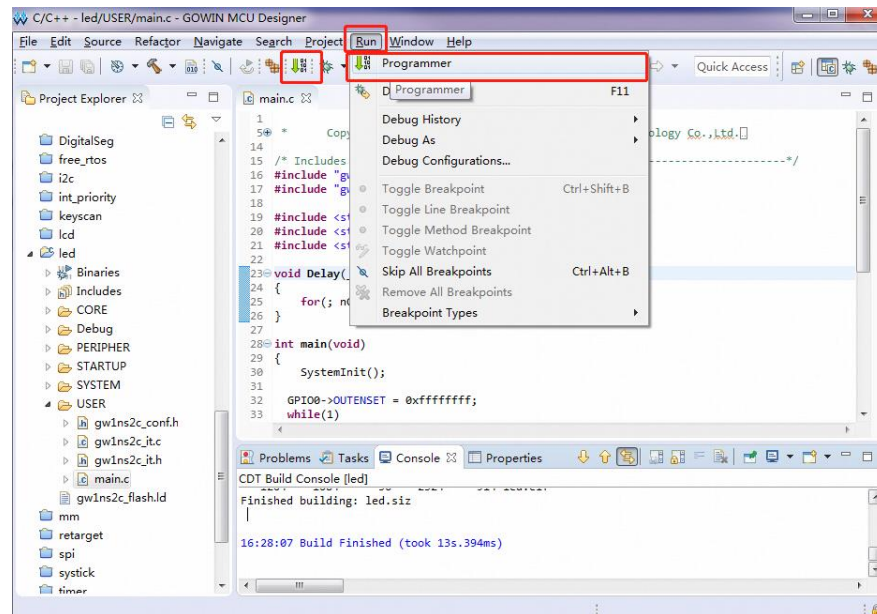 C/C++ - led/USER/main.c - GOWIN MCU Designer
File Edit Source Refactor Navigate Search Project Run Window Help
Quick Access
Programmer
Programmer
F11
Debug History
Debug As
Debug Configurations...
Toggle Breakpoint Ctrl+Shift+B
Toggle Line Breakpoint
Toggle Method Breakpoint
Toggle Watchpoint
Skip All Breakpoints Ctrl+Alt+B
Remove All Breakpoints
Breakpoint Types
Project Explorer
DigitalSeg
free_rtos
i2c
int_priority
keyscan
lcd
led
Binaries
Includes
CORE
Debug
PERIPHER
STARTUP
SYSTEM
USER
gw1ns2c_conf.h
gw1ns2c_it.c
gw1ns2c_it.h
main.c
gw1ns2c_flash.ld
mm
retarget
spi
systick
timer
main.c
1
5 * Cop ology Co.,Ltd.
14
15 /* Includes -----------------*/
16 #include "g
17 #include "g
18
19 #include <st
20 #include <st
21 #include <st
22
23 void Delay(
24 {
25 for(; n
26 }
27
28 int main(void)
29 {
30 SystemInit();
31
32 GPIO0->OUTENSET = 0xffffffff;
33 while(1)
Problems Tasks Console Properties
CDT Build Console [led]
Finished building: led.siz
16:28:07 Build Finished (took 13s.394ms)